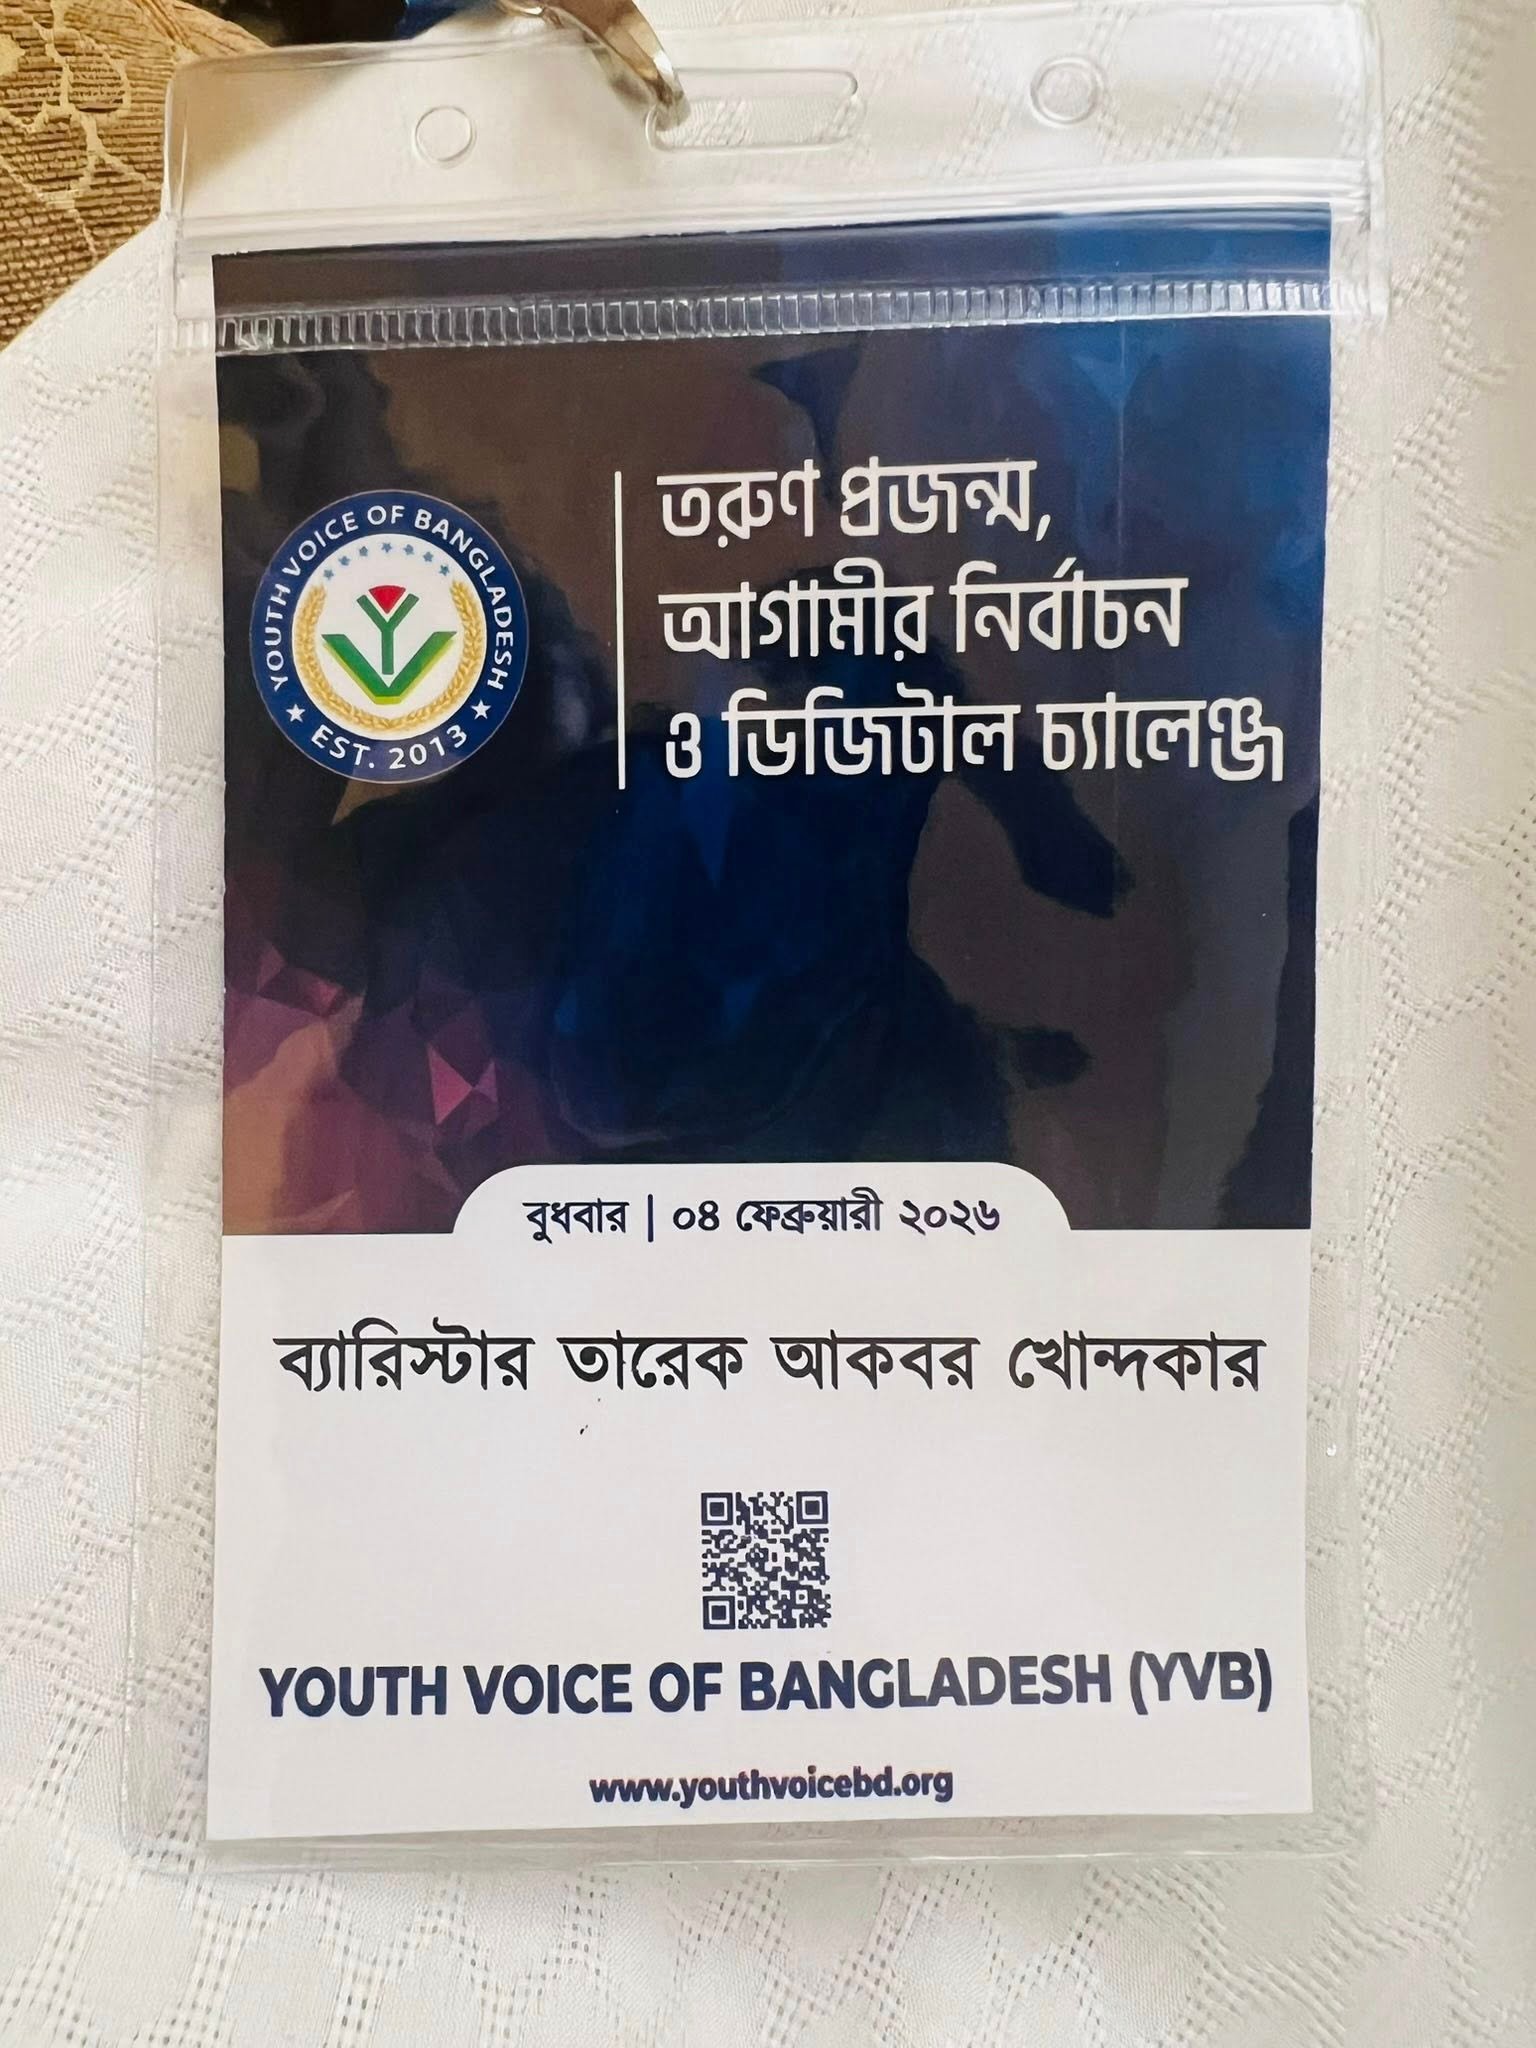 YOUTH VOICE OF BANGLADESH
★ EST. 2013 ★
তরুণ প্রজন্ম,
আগামীর নির্বাচন
ও ডিজিটাল চ্যালেঞ্জ
বুধবার | ০৪ ফেব্রুয়ারী ২০২৬
ব্যারিস্টার তারেক আকবর খোন্দকার
YOUTH VOICE OF BANGLADESH (YVB)
www.youthvoicebd.org